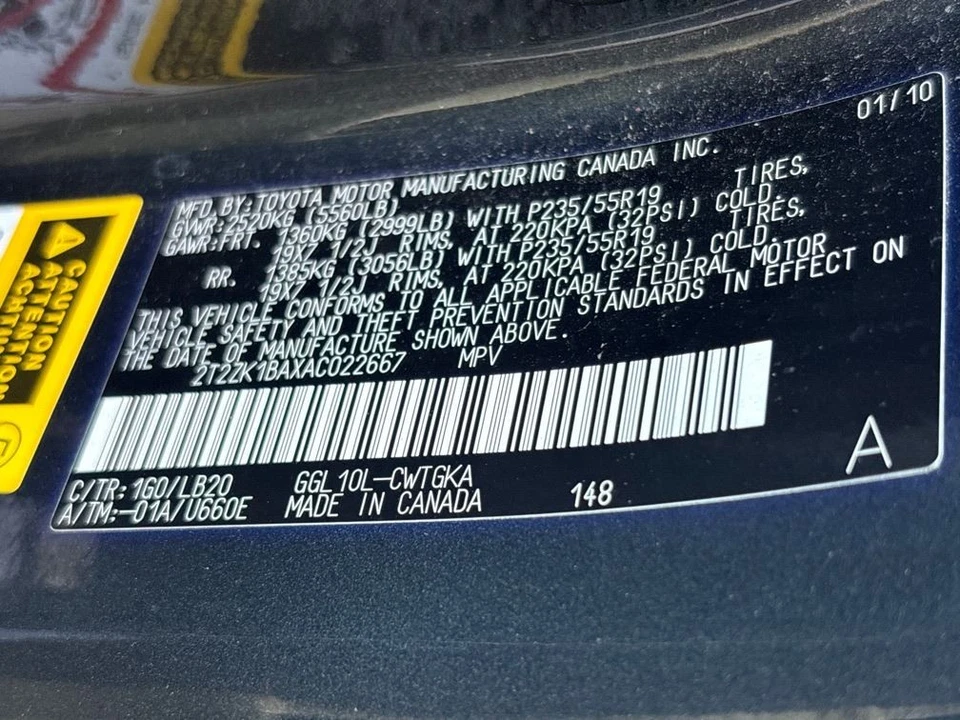 01/10
MFD. BY: TOYOTA MOTOR MANUFACTURING CANADA INC.
GVWR: 2520KG (5560LB)
GAWR: FRT. 1360KG (2999LB) WITH P235/55R19 TIRES,
19X7 1/2J RIMS, AT 220KPA (32PSI) COLD,
RR. 1385KG (3056LB) WITH P235/55R19 TIRES,
19X7 1/2J RIMS, AT 220KPA (32PSI) COLD.
THIS VEHICLE CONFORMS TO ALL APPLICABLE FEDERAL MOTOR
VEHICLE SAFETY AND THEFT PREVENTION STANDARDS IN EFFECT ON
THE DATE OF MANUFACTURE SHOWN ABOVE.
2T2ZK1BAXAC022667 MPV
C/TR: 1G0/LB20 GGL10L-CWTGKA
A/TM: -01A/U660E MADE IN CANADA 148
A
CAUTION
ATTENTION
ACHTUNG